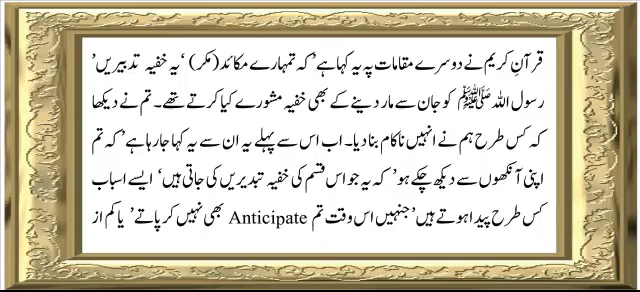 قرآنِ کریم نے دوسرے مقامات پہ یہ کہا ہے ’کہ تمہارے مکائد (مکر) ‘یہ خفیہ تدبیریں’
رسول اللہ ﷺ کو جان سے مار دینے کے بھی خفیہ مشورے کیا کرتے تھے۔ تم نے دیکھا
کہ کس طرح ہم نے انہیں ناکام بنا دیا۔ اب اس سے پہلے یہ ان سے یہ کہا جا رہا ہے ’کہ تم
اپنی آنکھوں سے دیکھ چکے ہو’ کہ یہ جو اس قسم کی خفیہ تبدیریں کی جاتی ہیں‘ ایسے اسباب
کس طرح پیدا ہوتے ہیں’ جنہیں اس وقت تم Anticipate بھی نہیں کر پاتے’ یا کم از